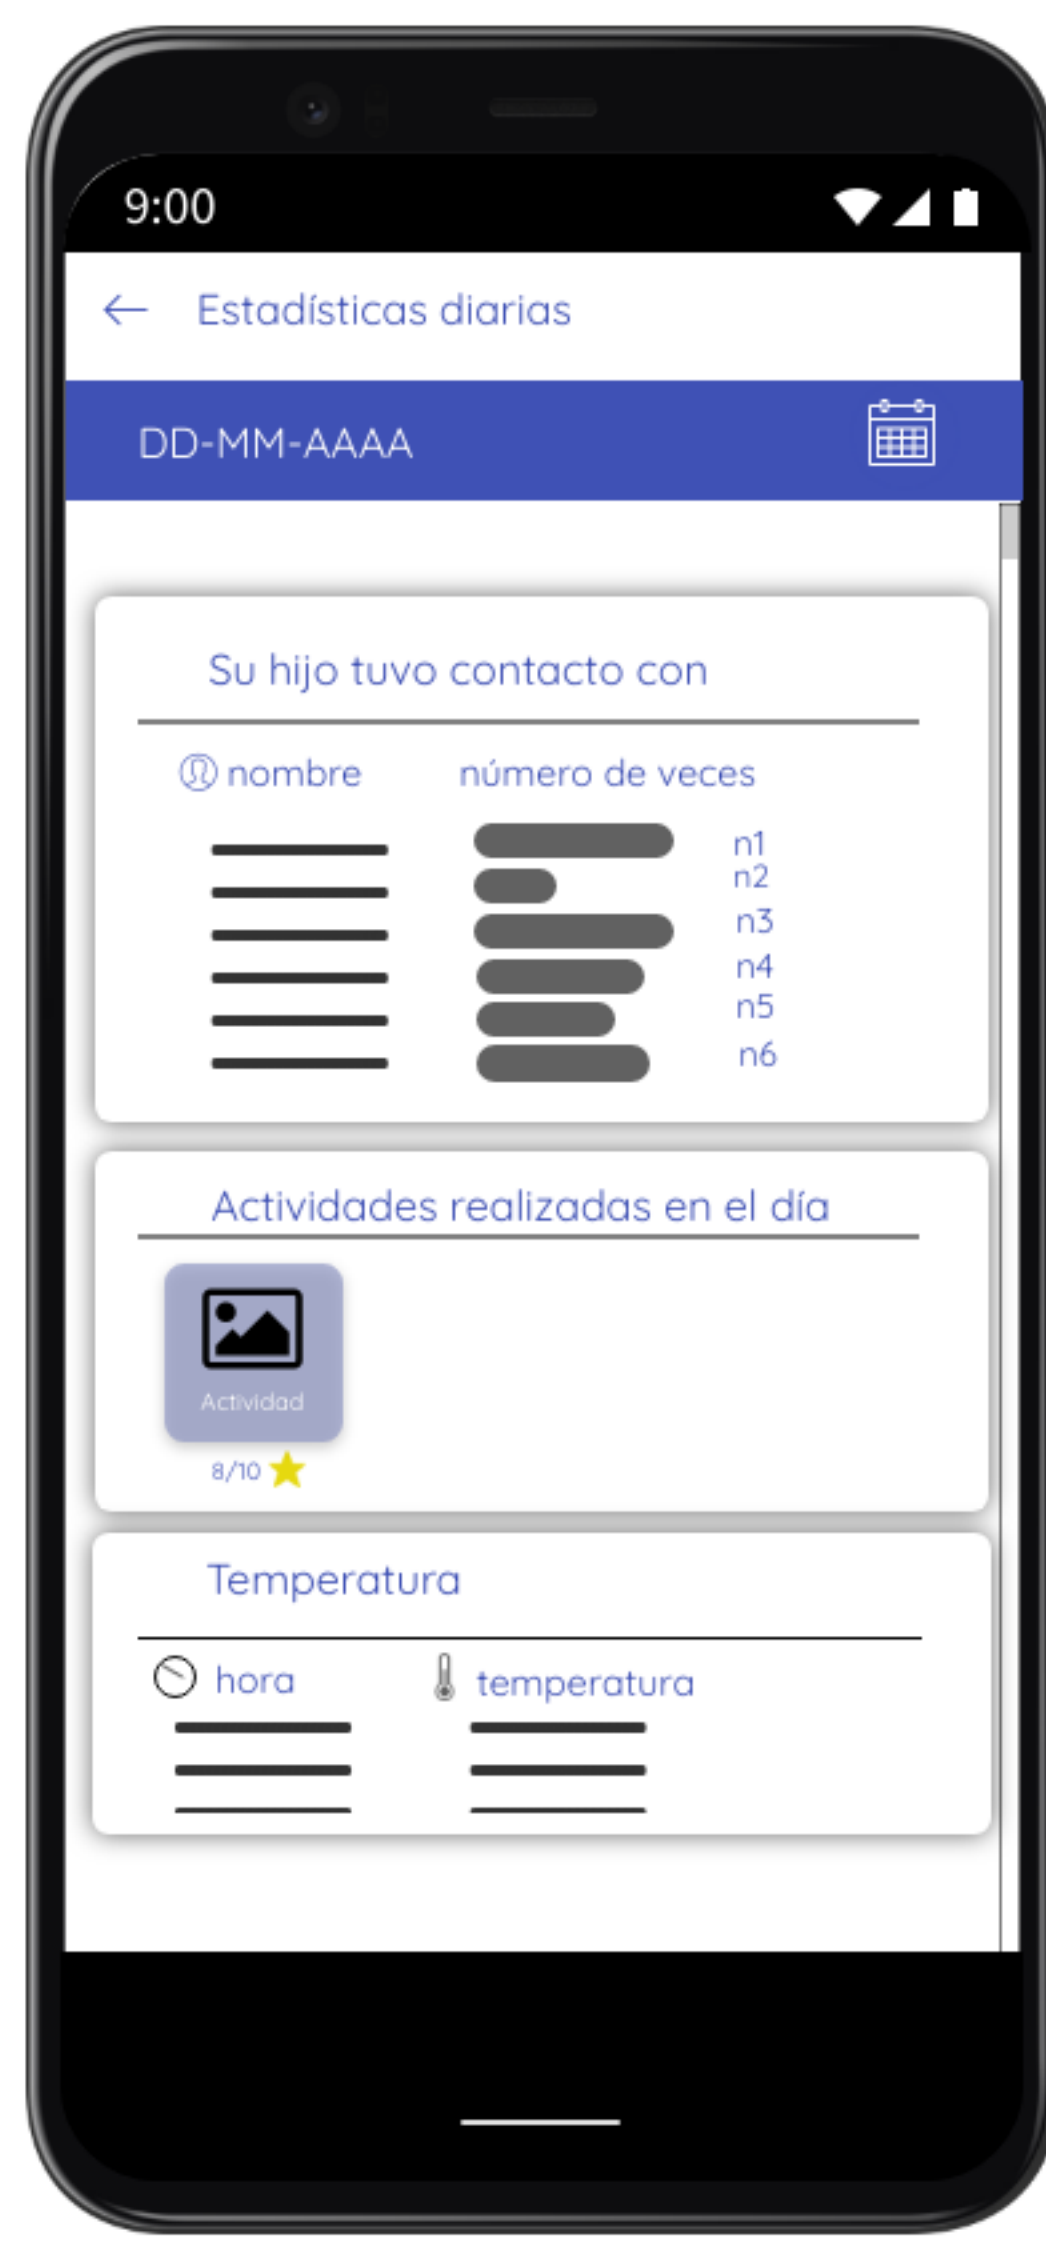 9:00
Estadísticas diarias
DD-MM-AAAA
Su hijo tuvo contacto con
nombre número de veces
n1
n2
n3
n4
n5
n6
Actividades realizadas en el día
Actividad
8/10
Temperatura
hora temperatura